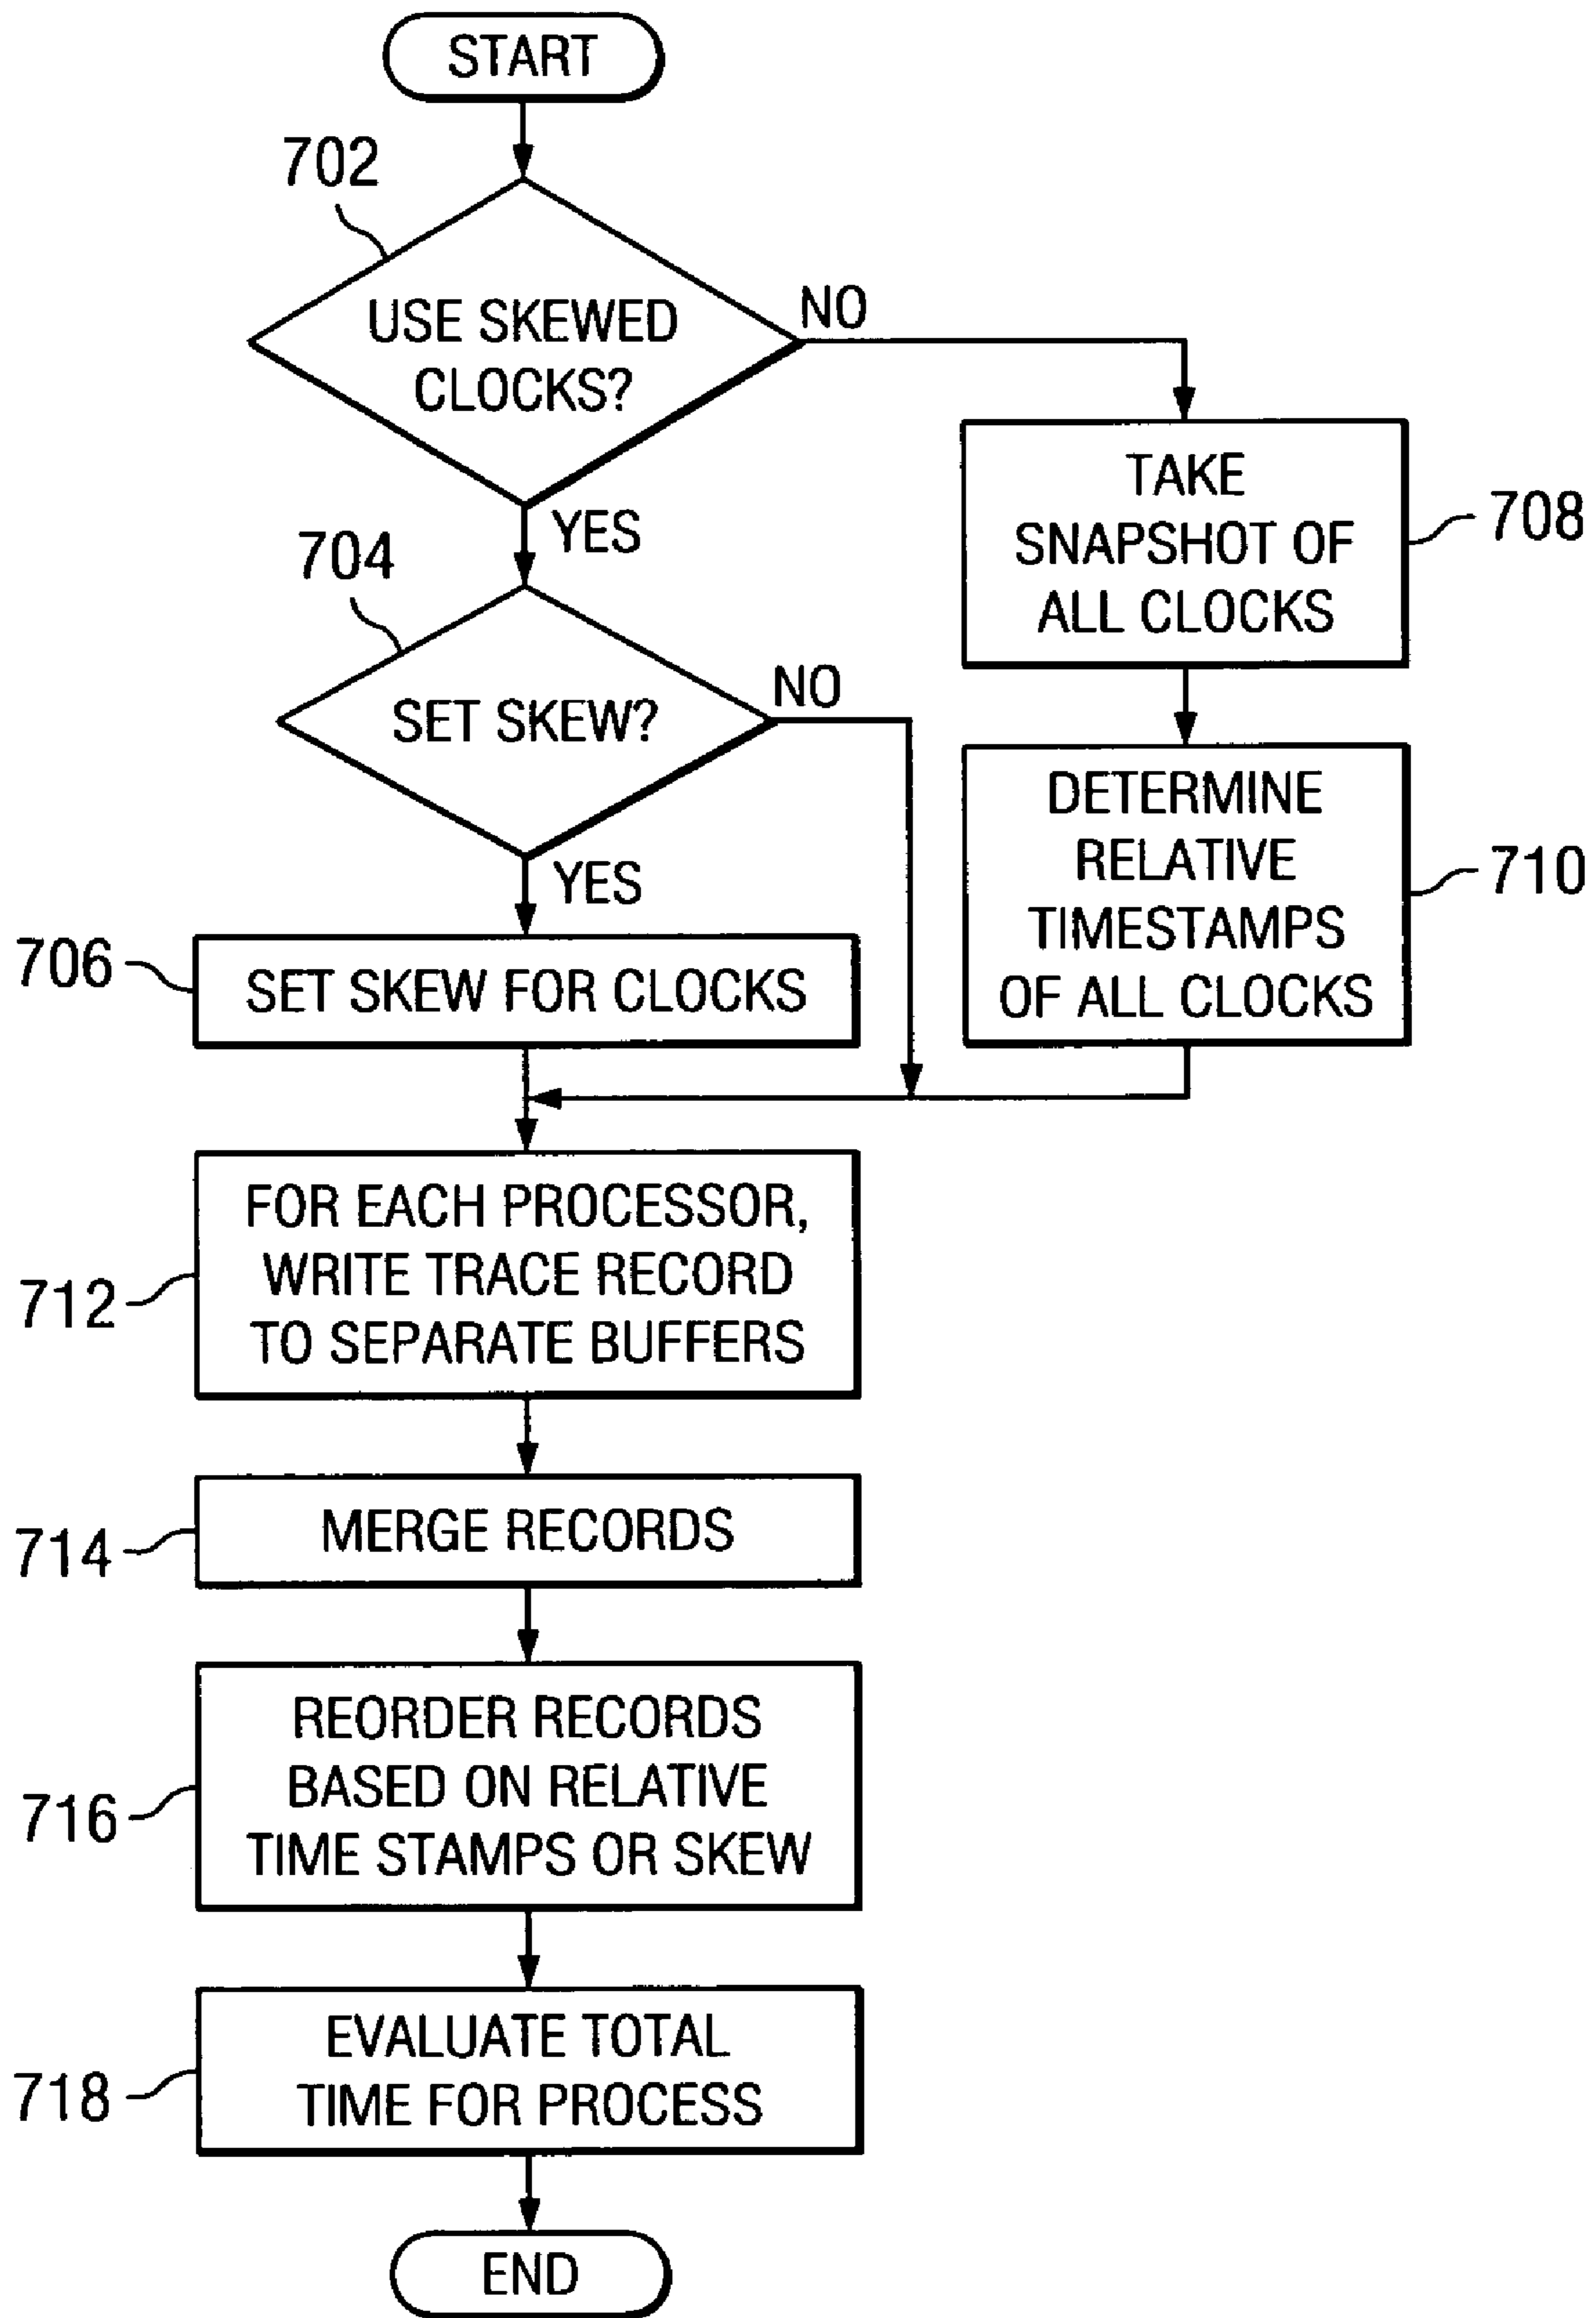 START
702
USE SKEWED
CLOCKS?
NO
YES
TAKE
SNAPSHOT OF
ALL CLOCKS
708
704
SET SKEW?
NO
YES
DETERMINE
RELATIVE
TIMESTAMPS
OF ALL CLOCKS
710
706
SET SKEW FOR CLOCKS
712
FOR EACH PROCESSOR,
WRITE TRACE RECORD
TO SEPARATE BUFFERS
714
MERGE RECORDS
716
REORDER RECORDS
BASED ON RELATIVE
TIME STAMPS OR SKEW
718
EVALUATE TOTAL
TIME FOR PROCESS
END